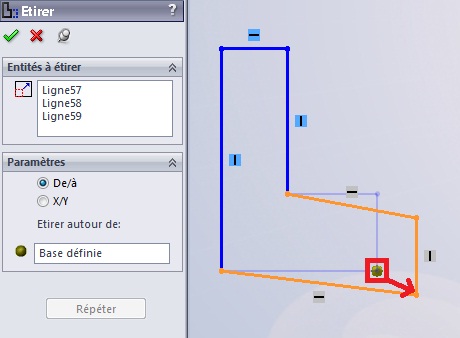 Etirer
?
Entités à étirer
Ligne57
Ligne58
Ligne59
Paramètres
De/à
X/Y
Etirer autour de:
Base définie
Répéter